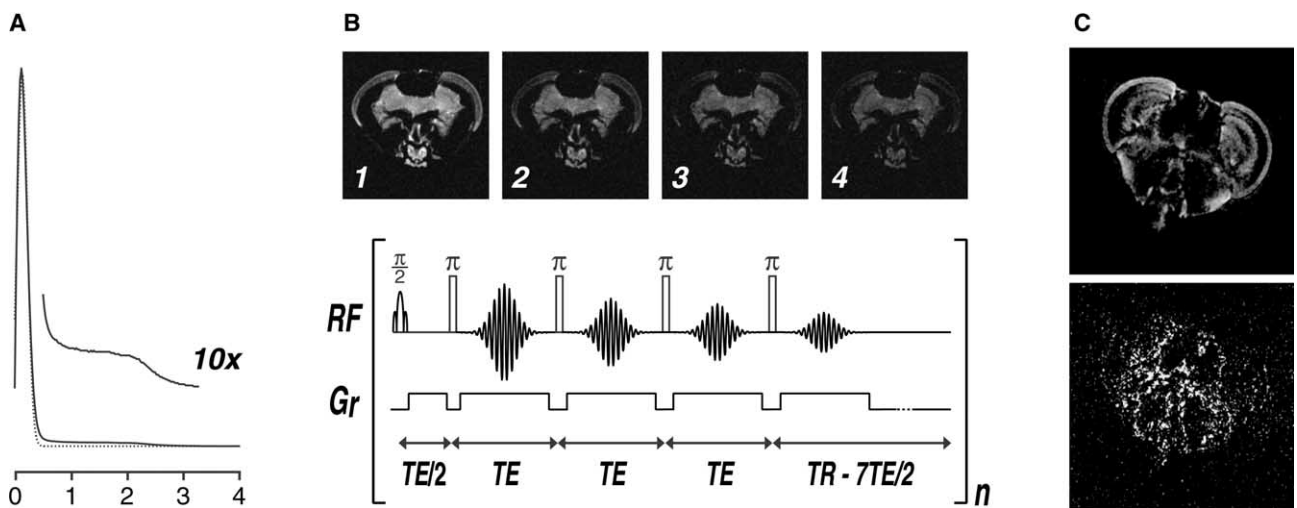 A
B
C
1
2
3
4
10x
0 1 2 3 4
π/2 π π π π
RF
Gr
TE/2 TE TE TE TR - 7TE/2
n